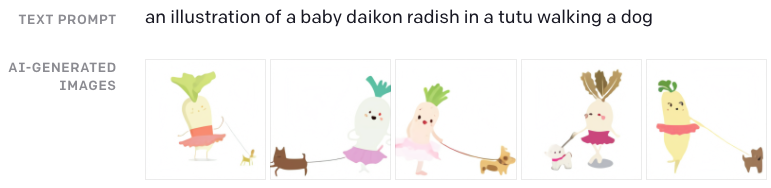 TEXT PROMPT an illustration of a baby daikon radish in a tutu walking a dog
AI-GENERATED
IMAGES